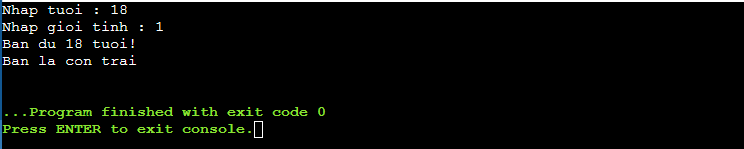 Nhap tuoi : 18
Nhap gioi tinh : 1
Ban du 18 tuoi!
Ban la con trai
...Program finished with exit code 0
Press ENTER to exit console.